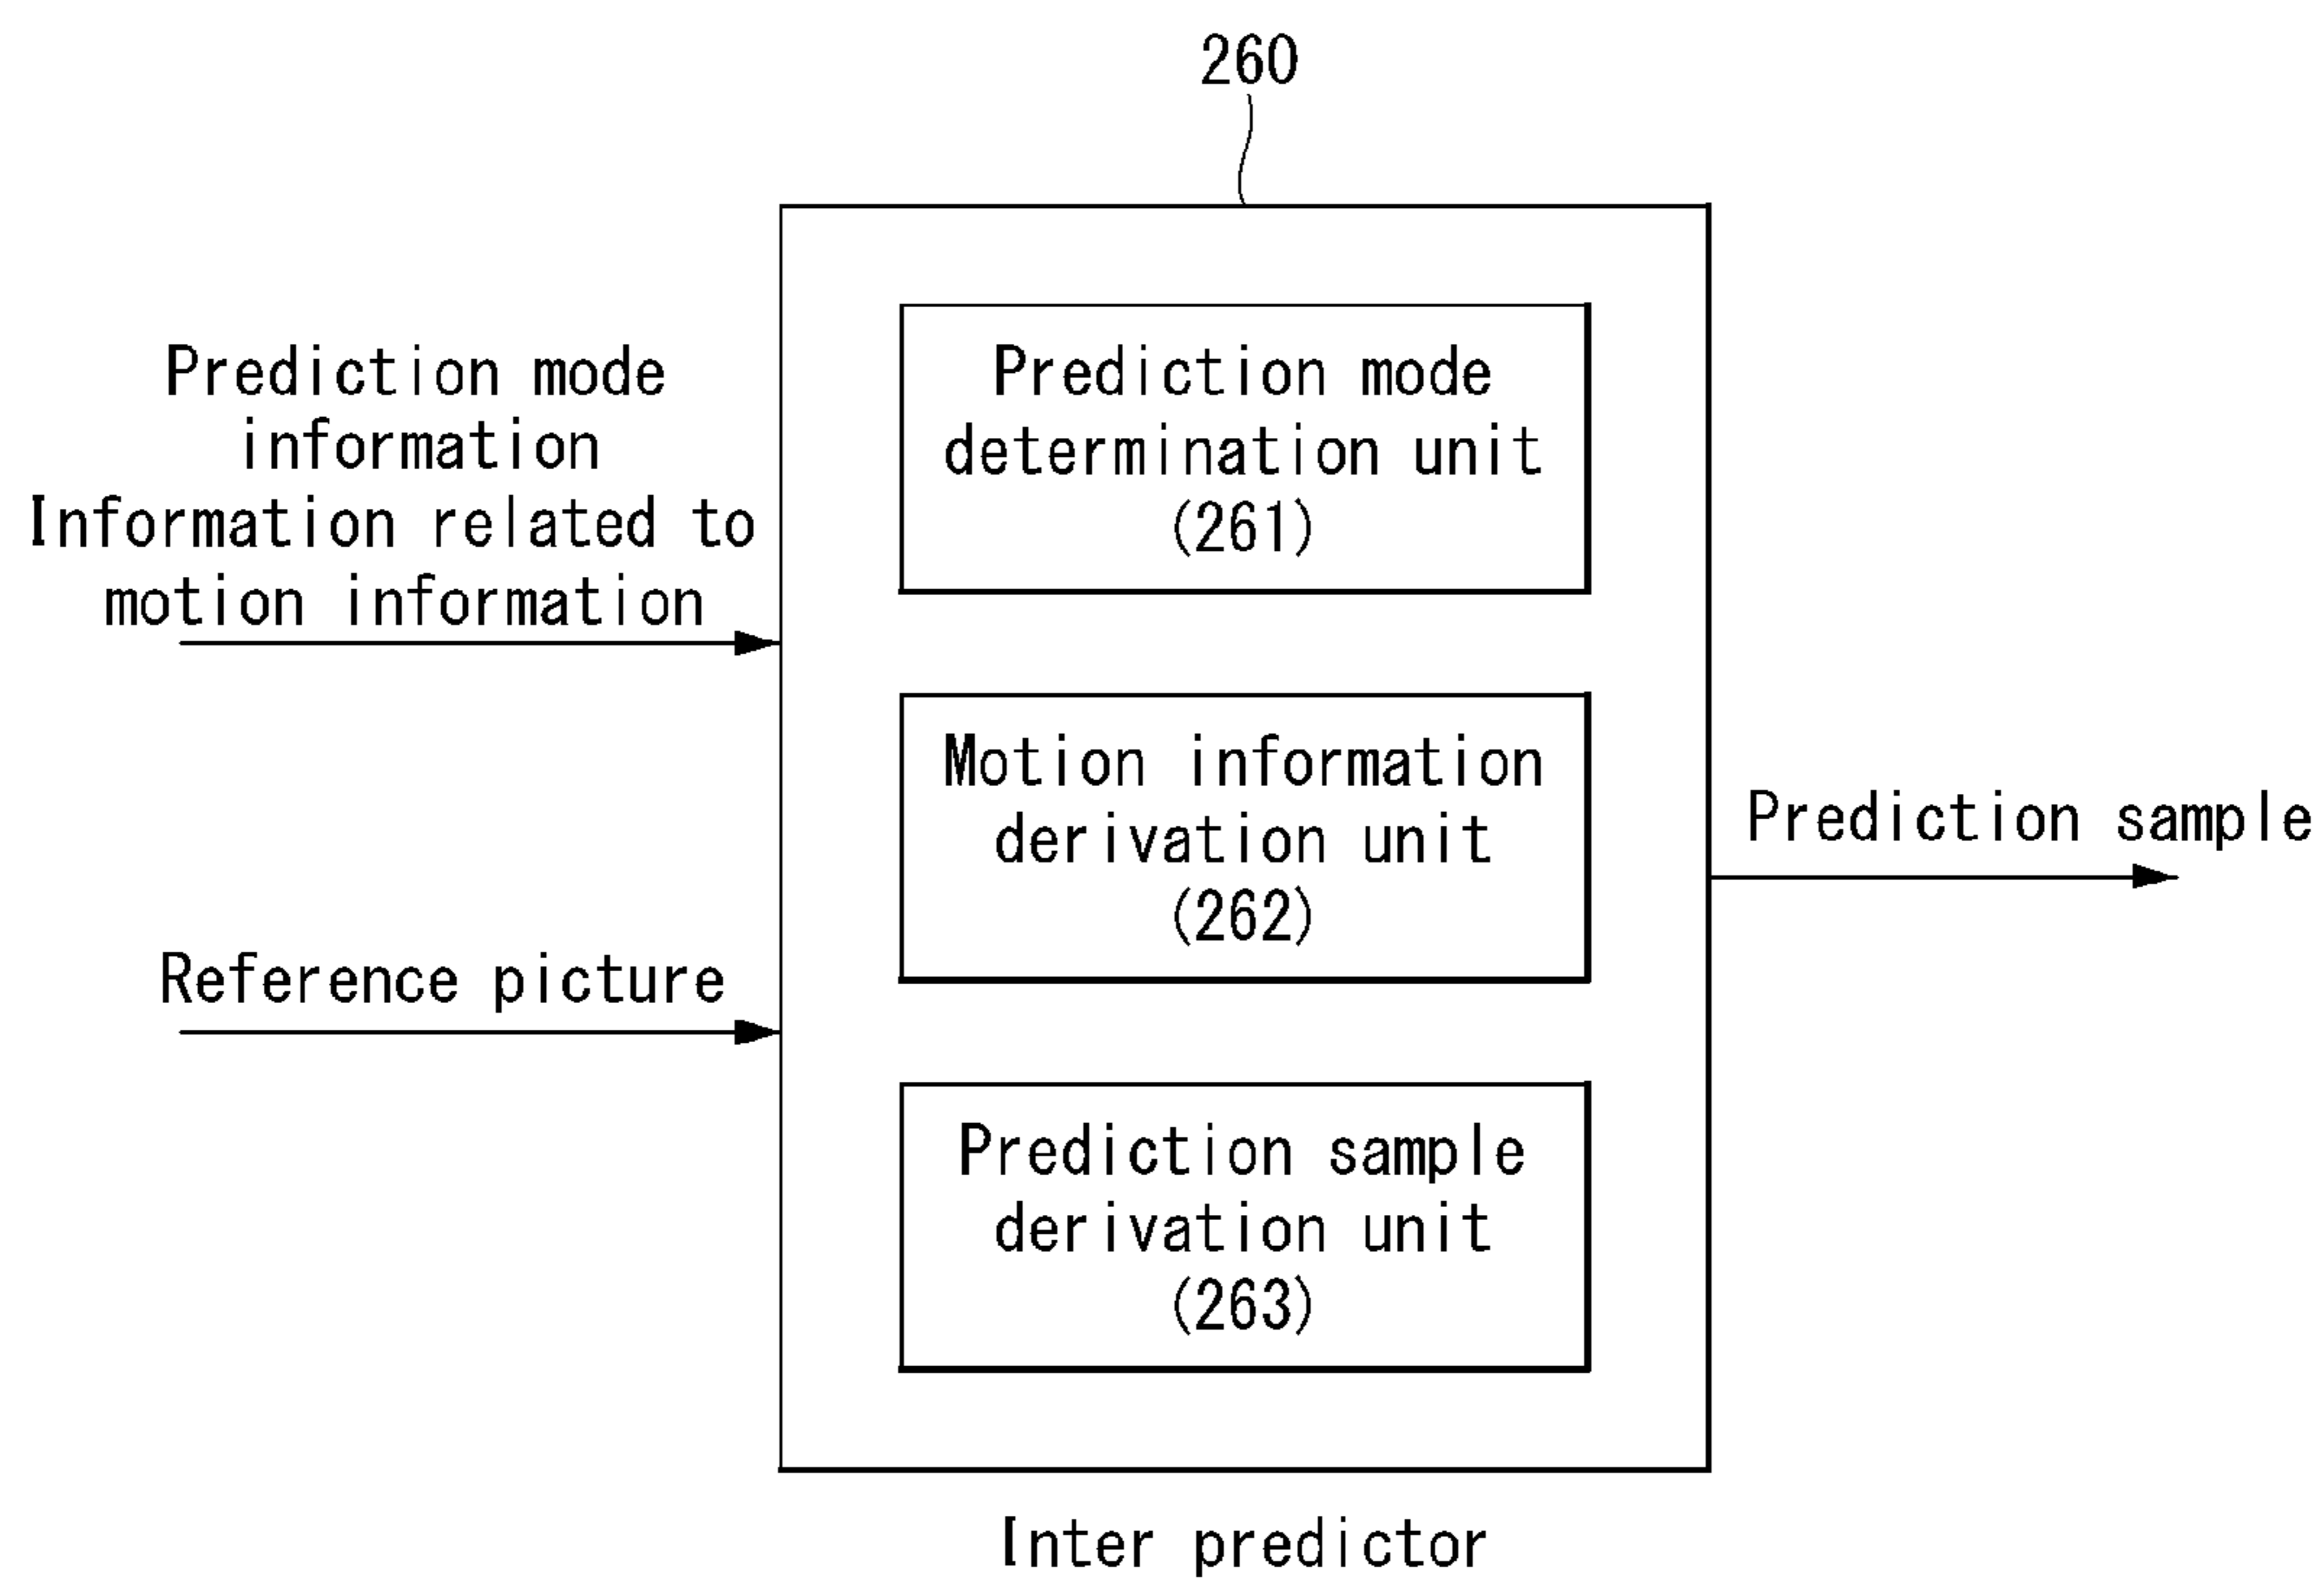 260
Prediction mode
information
Information related to
motion information
Reference picture
Prediction mode
determination unit
(261)
Motion information
derivation unit
(262)
Prediction sample
derivation unit
(263)
Prediction sample
Inter predictor